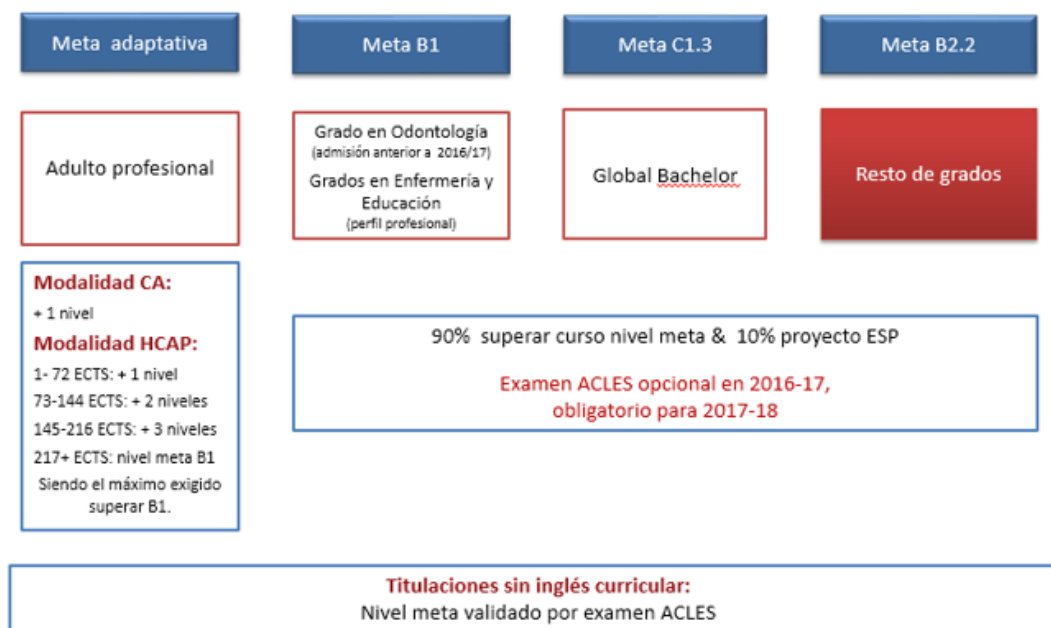 Meta  adaptativa
Meta B1
Meta C1.3
Meta B2.2
Adulto profesional
Grado en Odontología
(admisión anterior a  2016/17)
Grados en Enfermería y
Educación
(perfil profesional)
Global Bachelor
Resto de grados
Modalidad CA:
+ 1 nivel
Modalidad HCAP:
1- 72 ECTS: + 1 nivel
73-144 ECTS: + 2 niveles
145-216 ECTS: + 3 niveles
217+ ECTS: nivel meta B1
Siendo el máximo exigido
superar B1.
90%  superar curso nivel meta & 10% proyecto ESP
Examen ACLES opcional en 2016-17,
obligatorio para 2017-18
Titulaciones sin inglés curricular:
Nivel meta validado por examen ACLES